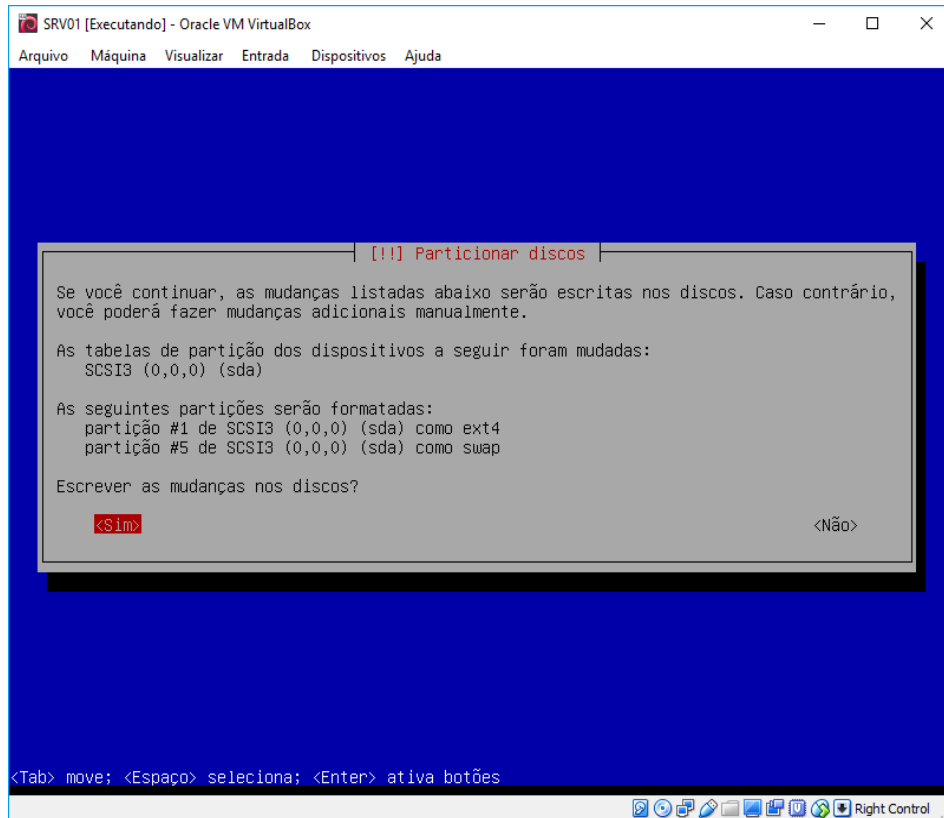 SRV01 [Executando] - Oracle VM VirtualBox
Arquivo Máquina Visualizar Entrada Dispositivos Ajuda
[!!] Particionar discos
Se você continuar, as mudanças listadas abaixo serão escritas nos discos. Caso contrário,
você poderá fazer mudanças adicionais manualmente.
As tabelas de partição dos dispositivos a seguir foram mudadas:
SCSI3 (0,0,0) (sda)
As seguintes partições serão formatadas:
partição #1 de SCSI3 (0,0,0) (sda) como ext4
partição #5 de SCSI3 (0,0,0) (sda) como swap
Escrever as mudanças nos discos?
<Sim> <Não>
<Tab> move; <Espaço> seleciona; <Enter> ativa botões
Right Control